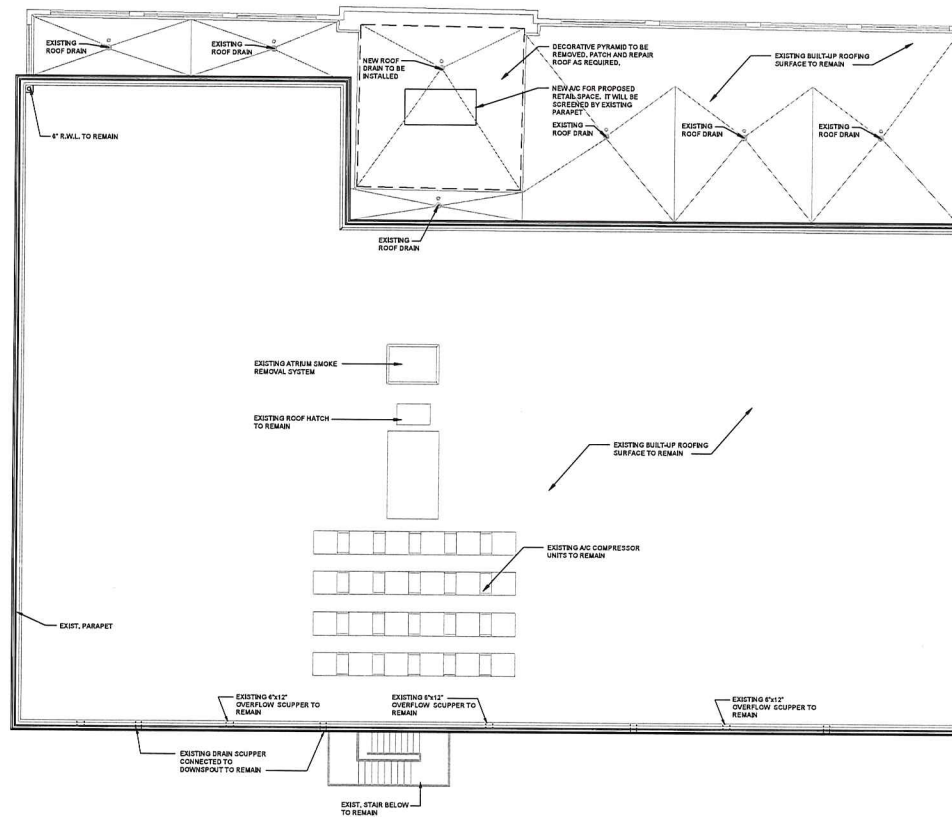 EXISTING
ROOF DRAIN
EXISTING
ROOF DRAIN
NEW ROOF
DRAIN TO BE
INSTALLED
DECORATIVE PYRAMID TO BE
REMOVED. PATCH AND REPAIR
ROOF AS REQUIRED.
EXISTING BUILT-UP ROOFING
SURFACE TO REMAIN
NEW A/C FOR PROPOSED
RETAIL SPACE. IT WILL BE
SCREENED BY EXISTING
PARAPET
EXISTING
ROOF DRAIN
EXISTING
ROOF DRAIN
EXISTING
ROOF DRAIN
6" R.W.L. TO REMAIN
EXISTING
ROOF DRAIN
EXISTING ATRIUM SMOKE
REMOVAL SYSTEM
EXISTING ROOF HATCH
TO REMAIN
EXISTING BUILT-UP ROOFING
SURFACE TO REMAIN
EXISTING A/C COMPRESSOR
UNITS TO REMAIN
EXIST. PARAPET
EXISTING 6"x12"
OVERFLOW SCUPPER TO
REMAIN
EXISTING 6"x12"
OVERFLOW SCUPPER TO
REMAIN
EXISTING 6"x12"
OVERFLOW SCUPPER TO
REMAIN
EXISTING DRAIN SCUPPER
CONNECTED TO
DOWNSPOUT TO REMAIN
EXIST. STAIR BELOW
TO REMAIN